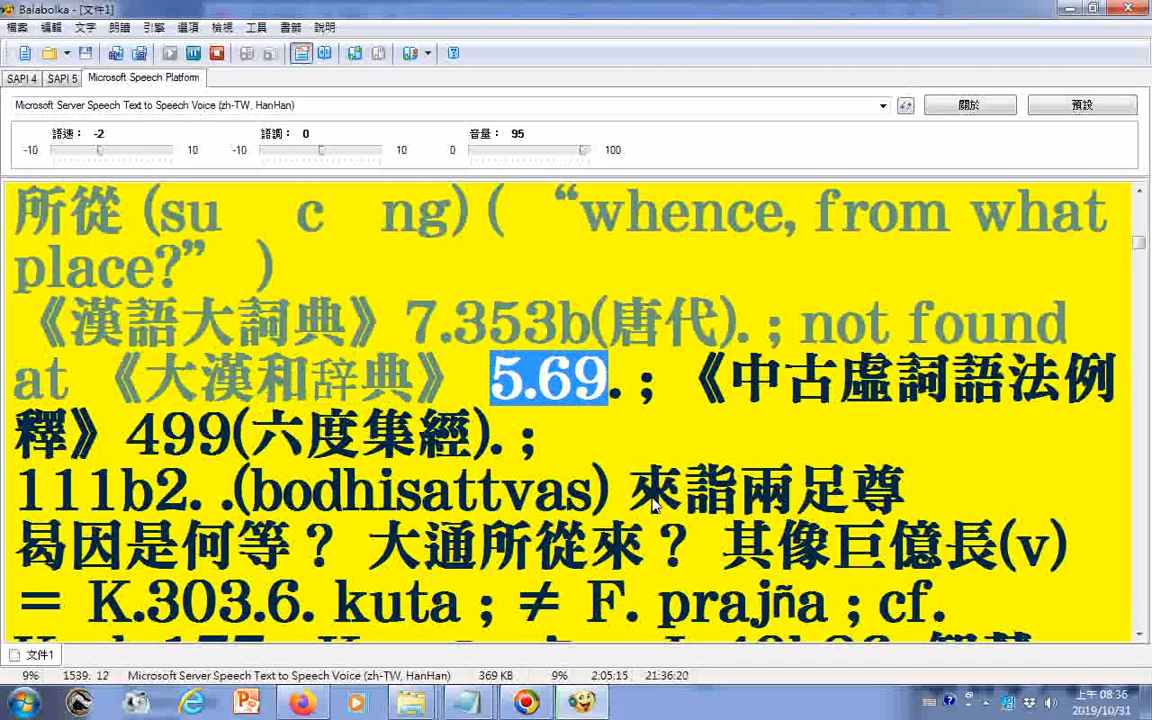 Balabolka - [文件1]
檔案 編輯 文字 朗讀 引擎 選項 檢視 工具 書籤 說明
SAPI 4 SAPI 5 Microsoft Speech Platform
Microsoft Server Speech Text to Speech Voice (zh-TW, HanHan) 關於 預設
語速： -2 語調： 0 音量： 95
-10 10 -10 10 0 100
所從 (su c ng) ( “whence, from what
place?” )
《漢語大詞典》7.353b(唐代). ; not found
at 《大漢和辞典》 5.69. ; 《中古虛詞語法例
釋》499(六度集經). ;
111b2. .(bodhisattvas) 來詣兩足尊
曷因是何等？ 大通所從來？ 其像巨億長(v)
＝ K.303.6. kuta ; ≠ F. prajña ; cf.
文件1
9% 1539: 12 Microsoft Server Speech Text to Speech Voice (zh-TW, HanHan) 369 KB 9% 2:05:15 21:36:20
上午 08:36
2019/10/31